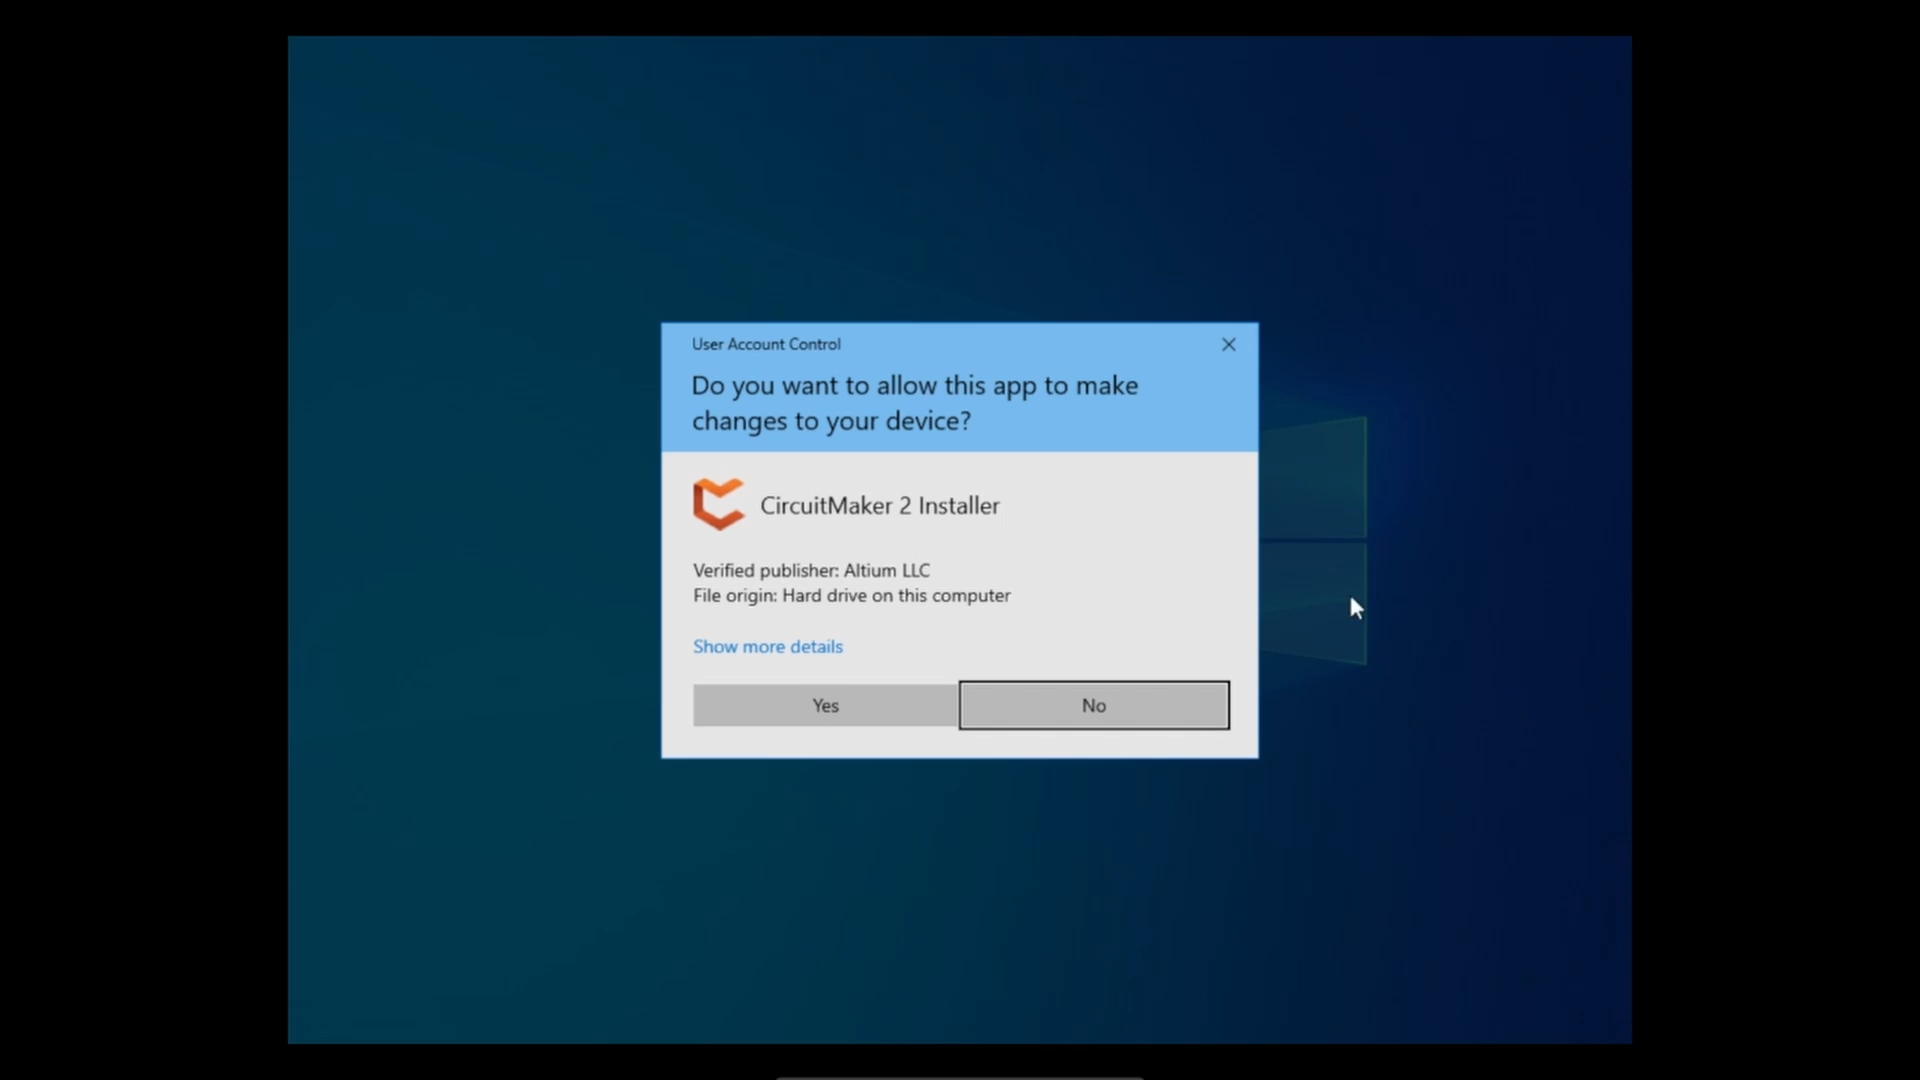 User Account Control
Do you want to allow this app to make
changes to your device?
CircuitMaker 2 Installer
Verified publisher: Altium LLC
File origin: Hard drive on this computer
Show more details
Yes
No